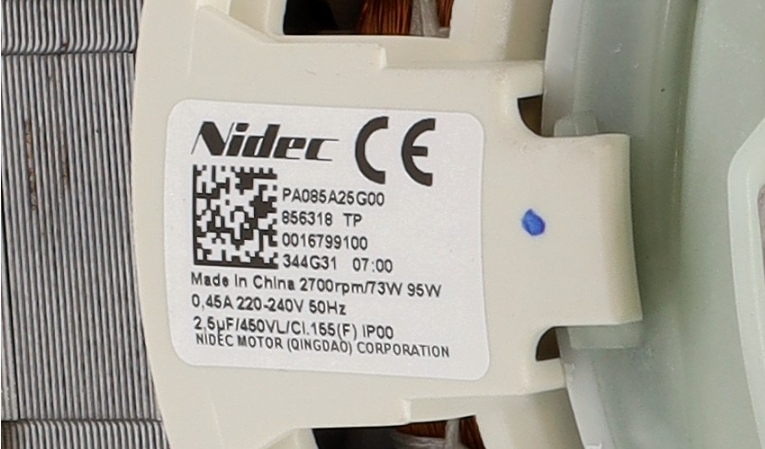 Nidec CE
PA085A25G00
856318 TP
0016799100
344G31 07:00
Made In China 2700rpm/73W 95W
0,45A 220-240V 50Hz
2,5µF/450VL/Cl.155(F) IP00
NIDEC MOTOR (QINGDAO) CORPORATION